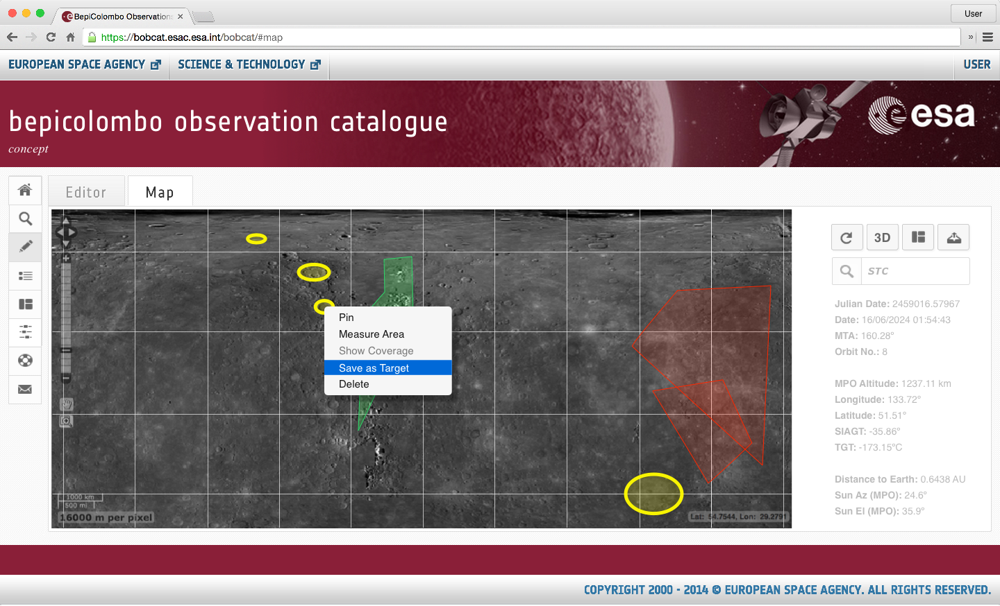 BepiColombo Observation
User
https://bobcat.esac.esa.int/bobcat/#map
»
EUROPEAN SPACE AGENCY
SCIENCE & TECHNOLOGY
USER
bepicolombo observation catalogue
concept
esa
Editor
Map
3D
STC
Julian Date: 2459016.57967
Date: 16/06/2024 01:54:43
MTA: 160.28°
Orbit No.: 8
MPO Altitude: 1237.11 km
Longitude: 133.72°
Latitude: 51.51°
SIAGT: -35.86°
TGT: -173.15°C
Distance to Earth: 0.6438 AU
Sun Az (MPO): 24.6°
Sun El (MPO): 35.9°
Pin
Measure Area
Show Coverage
Save as Target
Delete
1000 km
500 mi
16000 m per pixel
Lat: 54.7544, Lon: 29.2791
COPYRIGHT 2000 - 2014 © EUROPEAN SPACE AGENCY. ALL RIGHTS RESERVED.